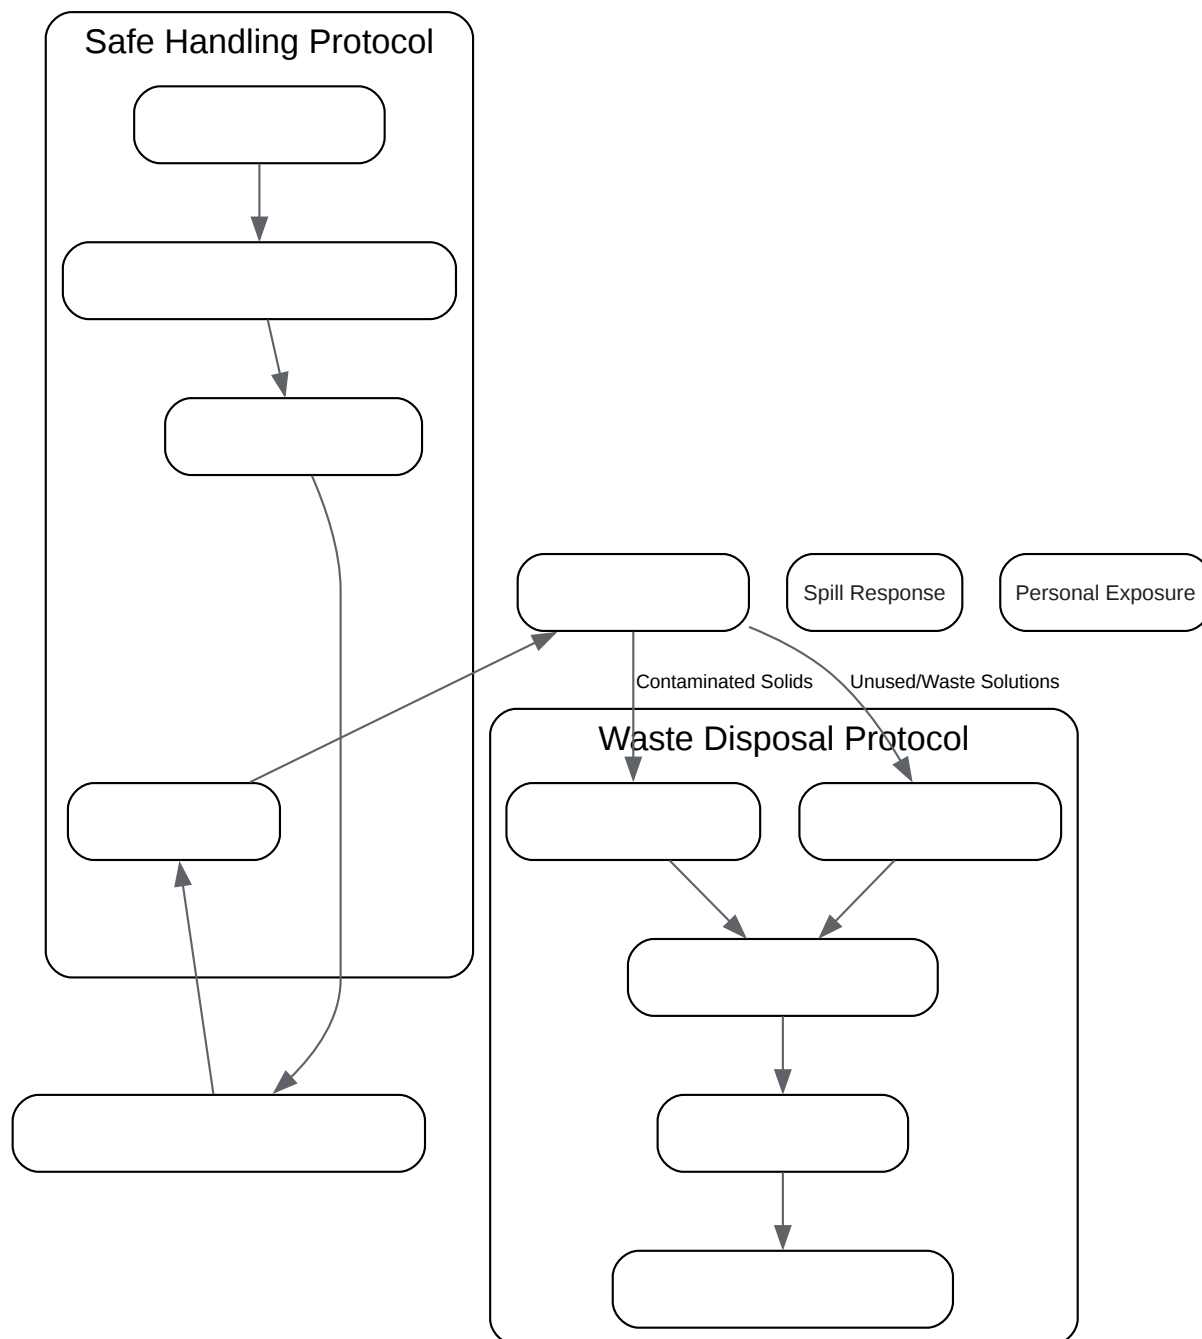 Safe Handling Protocol
Spill Response
Personal Exposure
Contaminated Solids
Unused/Waste Solutions
Waste Disposal Protocol